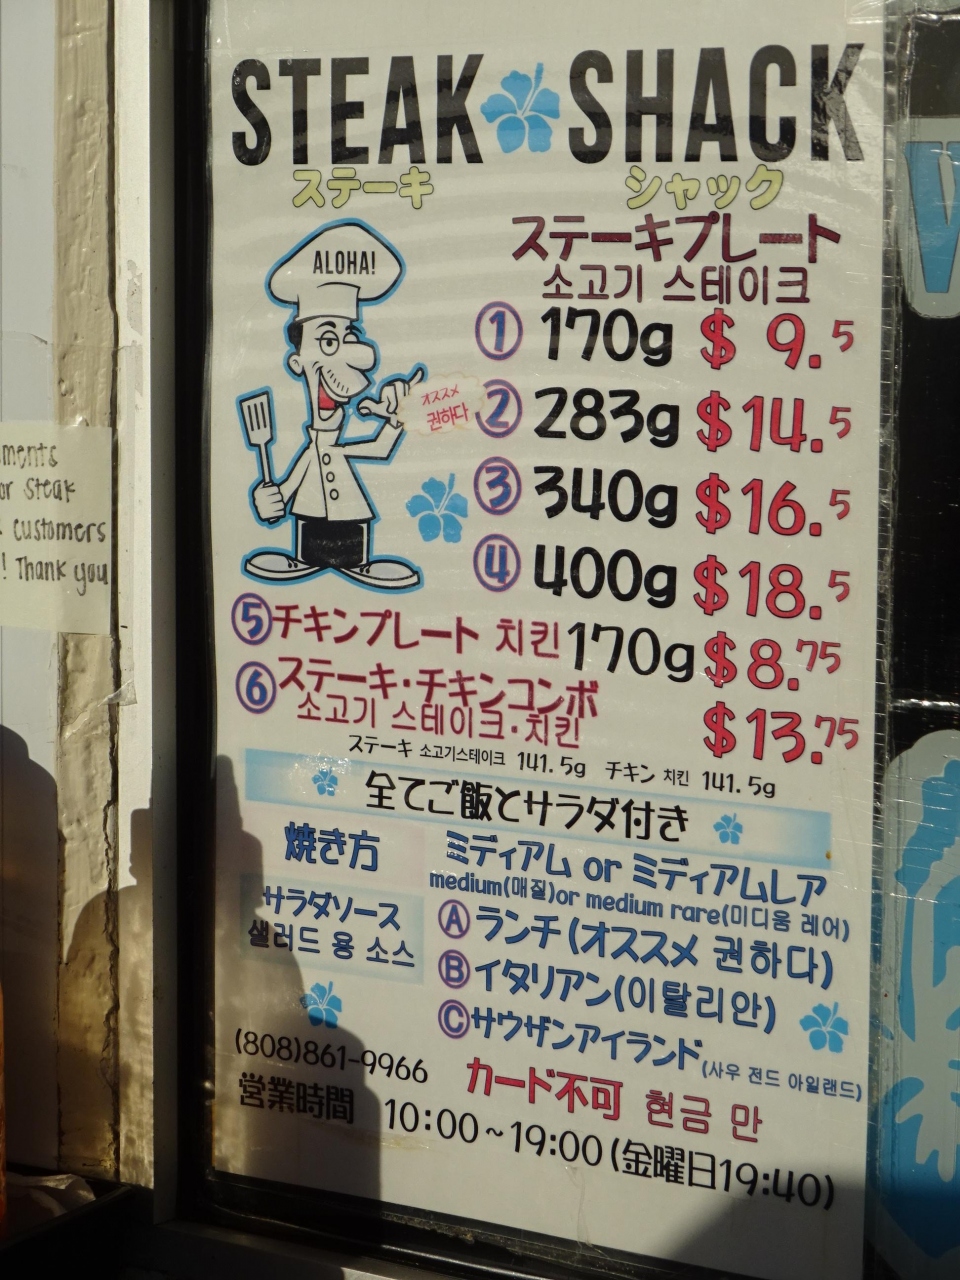 STEAK SHACK
ステーキ シャック
ALOHA!
ステーキプレート
소고기 스테이크
① 170g $ 9.5
オススメ
권하다
② 283g $14.5
③ 340g $16.5
④ 400g $18.5
⑤チキンプレート 치킨 170g $8.75
⑥ステーキ・チキンコンボ
소고기 스테이크・치킨 $13.75
ステーキ 소고기스테이크 141.5g チキン 치킨 141.5g
全てご飯とサラダ付き
焼き方 ミディアム or ミディアムレア
medium(매질)or medium rare(미디움 레어)
サラダソース
샐러드 용 소스
Ⓐランチ(オススメ 권하다)
Ⓑイタリアン(이탈리안)
Ⓒサウザンアイランド(사우 전드 아일랜드)
(808)861-9966
カード不可 현금 만
営業時間 10:00~19:00(金曜日19:40)
ments
or steak
customers
! Thank you